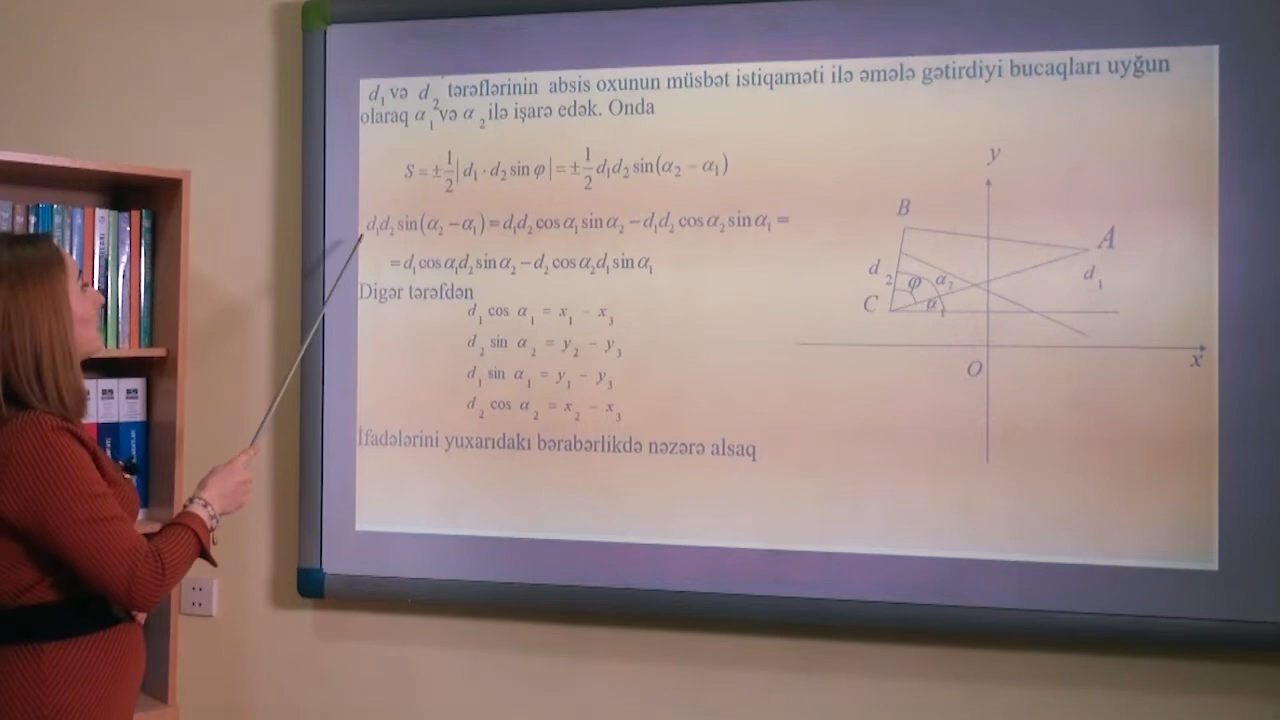 d₁ və d₂ tərəflərinin absis oxunun müsbət istiqaməti ilə əmələ gətirdiyi bucaqları uyğun
olaraq α₁ və α₂ ilə işarə edək. Onda
S = ±1/2|d₁ · d₂ sin φ| = ±1/2 d₁d₂ sin(α₂ − α₁)
d₁d₂ sin(α₂ − α₁) = d₁d₂ cos α₁ sin α₂ − d₁d₂ cos α₂ sin α₁ =
= d₁ cos α₁d₂ sin α₂ − d₂ cos α₂d₁ sin α₁
Digər tərəfdən
d₁ cos α₁ = x₁ − x₃
d₂ sin α₂ = y₂ − y₃
d₁ sin α₁ = y₁ − y₃
d₂ cos α₂ = x₂ − x₃
İfadələrini yuxarıdakı bərabərlikdə nəzərə alsaq
y
B
A
d₂
φ
α₂
d₁
C
α₁
O
x